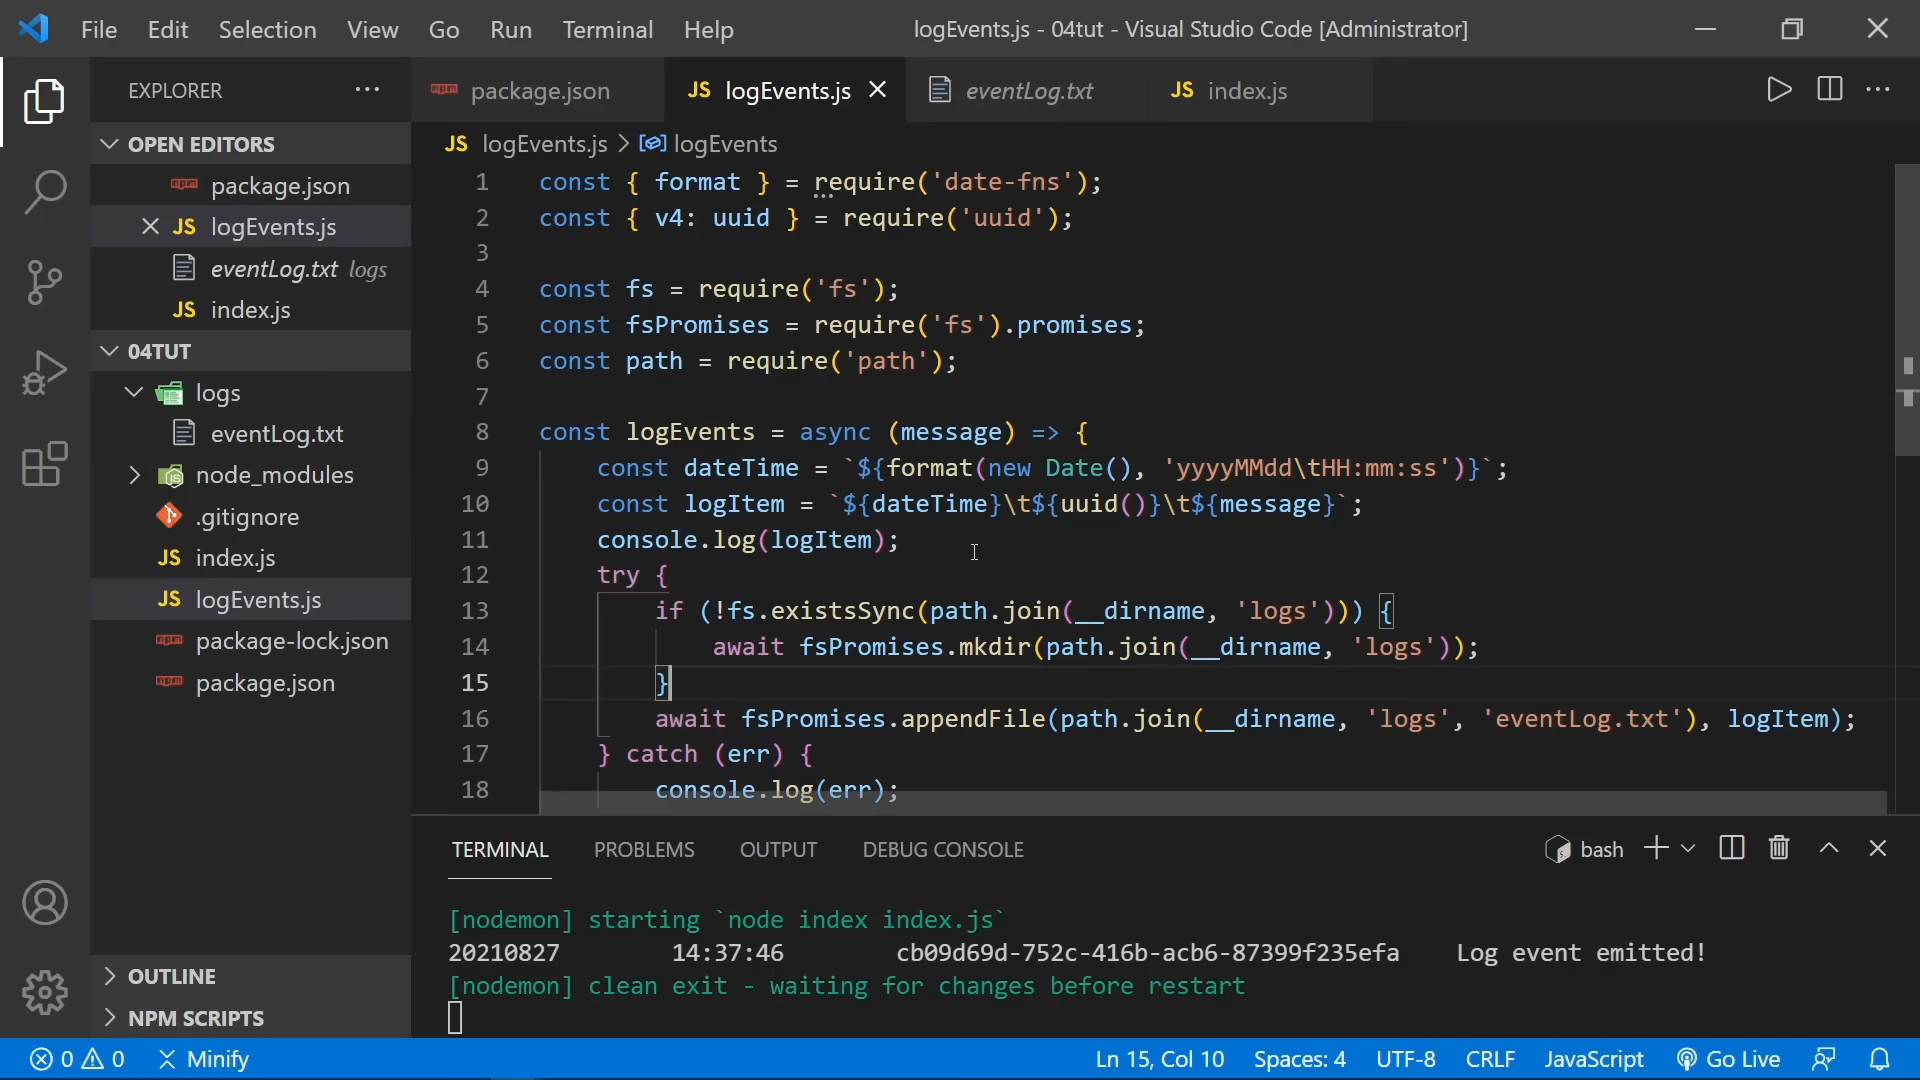 File Edit Selection View Go Run Terminal Help logEvents.js - 04tut - Visual Studio Code [Administrator]
EXPLORER
OPEN EDITORS
package.json
JS logEvents.js
eventLog.txt logs
JS index.js
04TUT
logs
eventLog.txt
node_modules
.gitignore
JS index.js
JS logEvents.js
package-lock.json
package.json
OUTLINE
NPM SCRIPTS
package.json JS logEvents.js eventLog.txt JS index.js
JS logEvents.js > logEvents
1 const { format } = require('date-fns');
2 const { v4: uuid } = require('uuid');
3
4 const fs = require('fs');
5 const fsPromises = require('fs').promises;
6 const path = require('path');
7
8 const logEvents = async (message) => {
9 const dateTime = `${format(new Date(), 'yyyyMMdd\tHH:mm:ss')}`;
10 const logItem = `${dateTime}\t${uuid()}\t${message}`;
11 console.log(logItem);
12 try {
13 if (!fs.existsSync(path.join(__dirname, 'logs'))) {
14 await fsPromises.mkdir(path.join(__dirname, 'logs'));
15 }
16 await fsPromises.appendFile(path.join(__dirname, 'logs', 'eventLog.txt'), logItem);
17 } catch (err) {
18 console.log(err);
TERMINAL PROBLEMS OUTPUT DEBUG CONSOLE bash
[nodemon] starting `node index index.js`
20210827 14:37:46 cb09d69d-752c-416b-acb6-87399f235efa Log event emitted!
[nodemon] clean exit - waiting for changes before restart
0 0 Minify Ln 15, Col 10 Spaces: 4 UTF-8 CRLF JavaScript Go Live